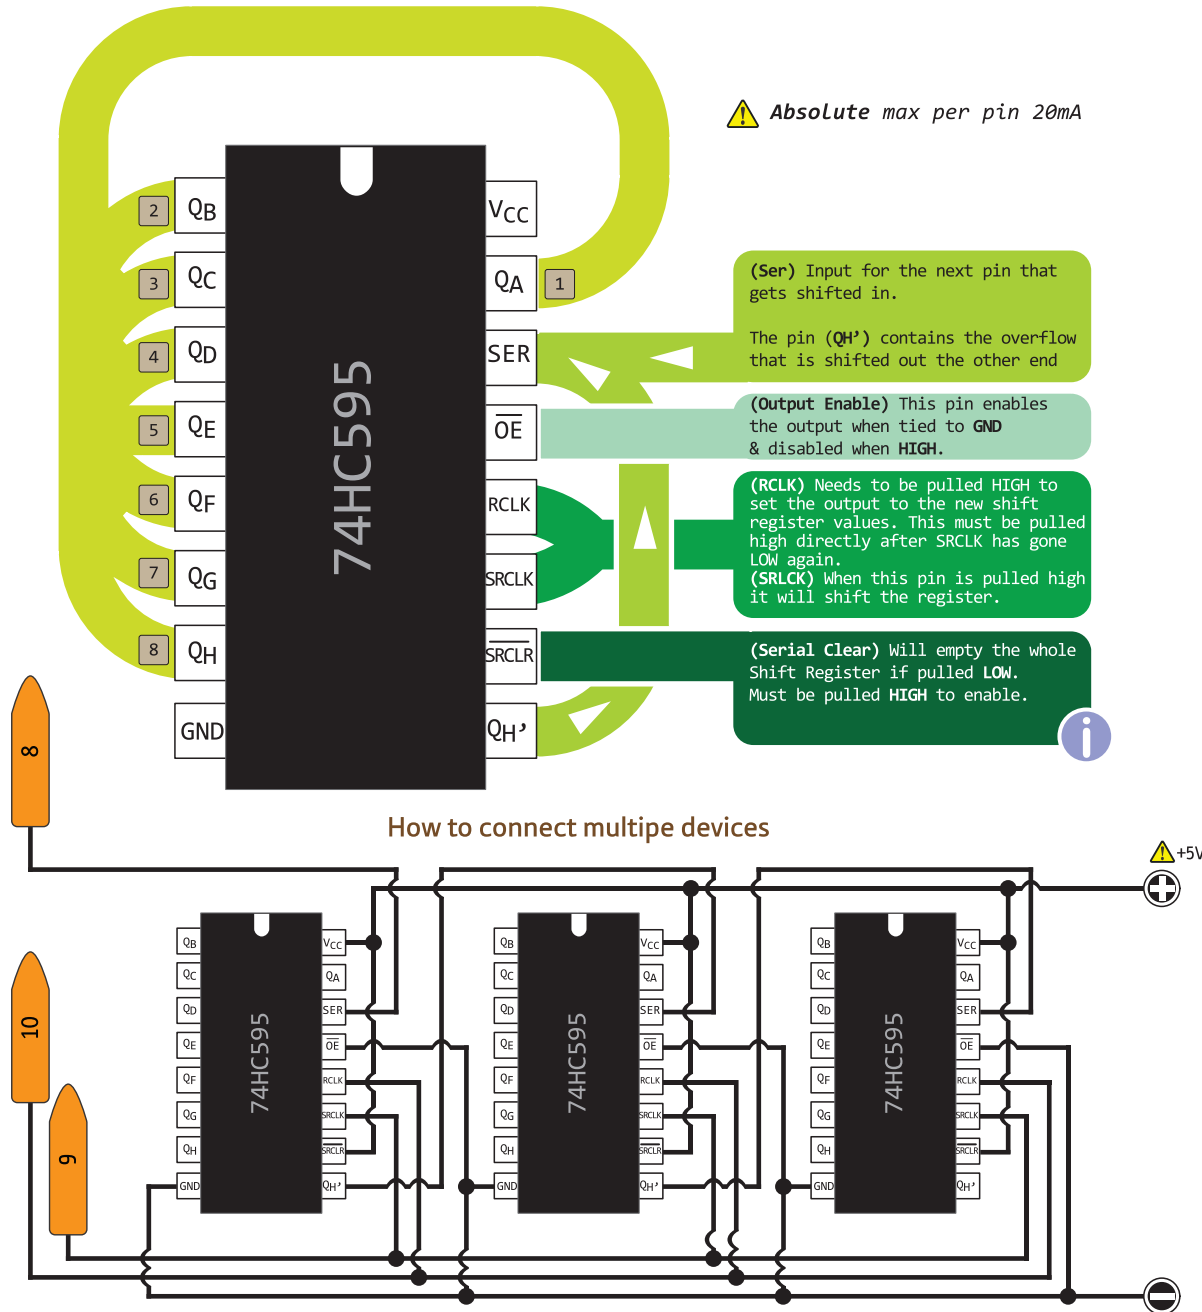 Absolute max per pin 20mA
2 QB
VCC
3 QC
QA 1
4 QD
SER
5 QE
OE
6 QF
RCLK
7 QG
SRCLK
8 QH
SRCLR
GND
QH’
74HC595
(Ser) Input for the next pin that
gets shifted in.
The pin (QH’) contains the overflow
that is shifted out the other end
(Output Enable) This pin enables
the output when tied to GND
& disabled when HIGH.
(RCLK) Needs to be pulled HIGH to
set the output to the new shift
register values. This must be pulled
high directly after SRCLK has gone
LOW again.
(SRLCK) When this pin is pulled high
it will shift the register.
(Serial Clear) Will empty the whole
Shift Register if pulled LOW.
Must be pulled HIGH to enable.
i
8
How to connect multipe devices
+5V
10
9
QB
QC
QD
QE
QF
QG
QH
GND
74HC595
VCC
QA
SER
OE
RCLK
SRCLK
SRCLR
QH’
QB
QC
QD
QE
QF
QG
QH
GND
74HC595
VCC
QA
SER
OE
RCLK
SRCLK
SRCLR
QH’
QB
QC
QD
QE
QF
QG
QH
GND
74HC595
VCC
QA
SER
OE
RCLK
SRCLK
SRCLR
QH’